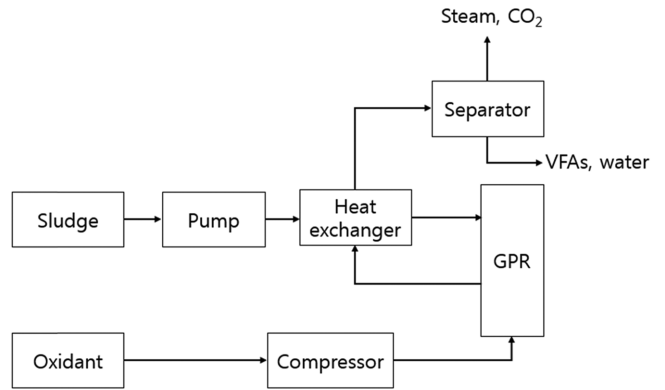 Steam, CO₂
Separator
VFAs, water
Sludge
Pump
Heat
exchanger
GPR
Oxidant
Compressor